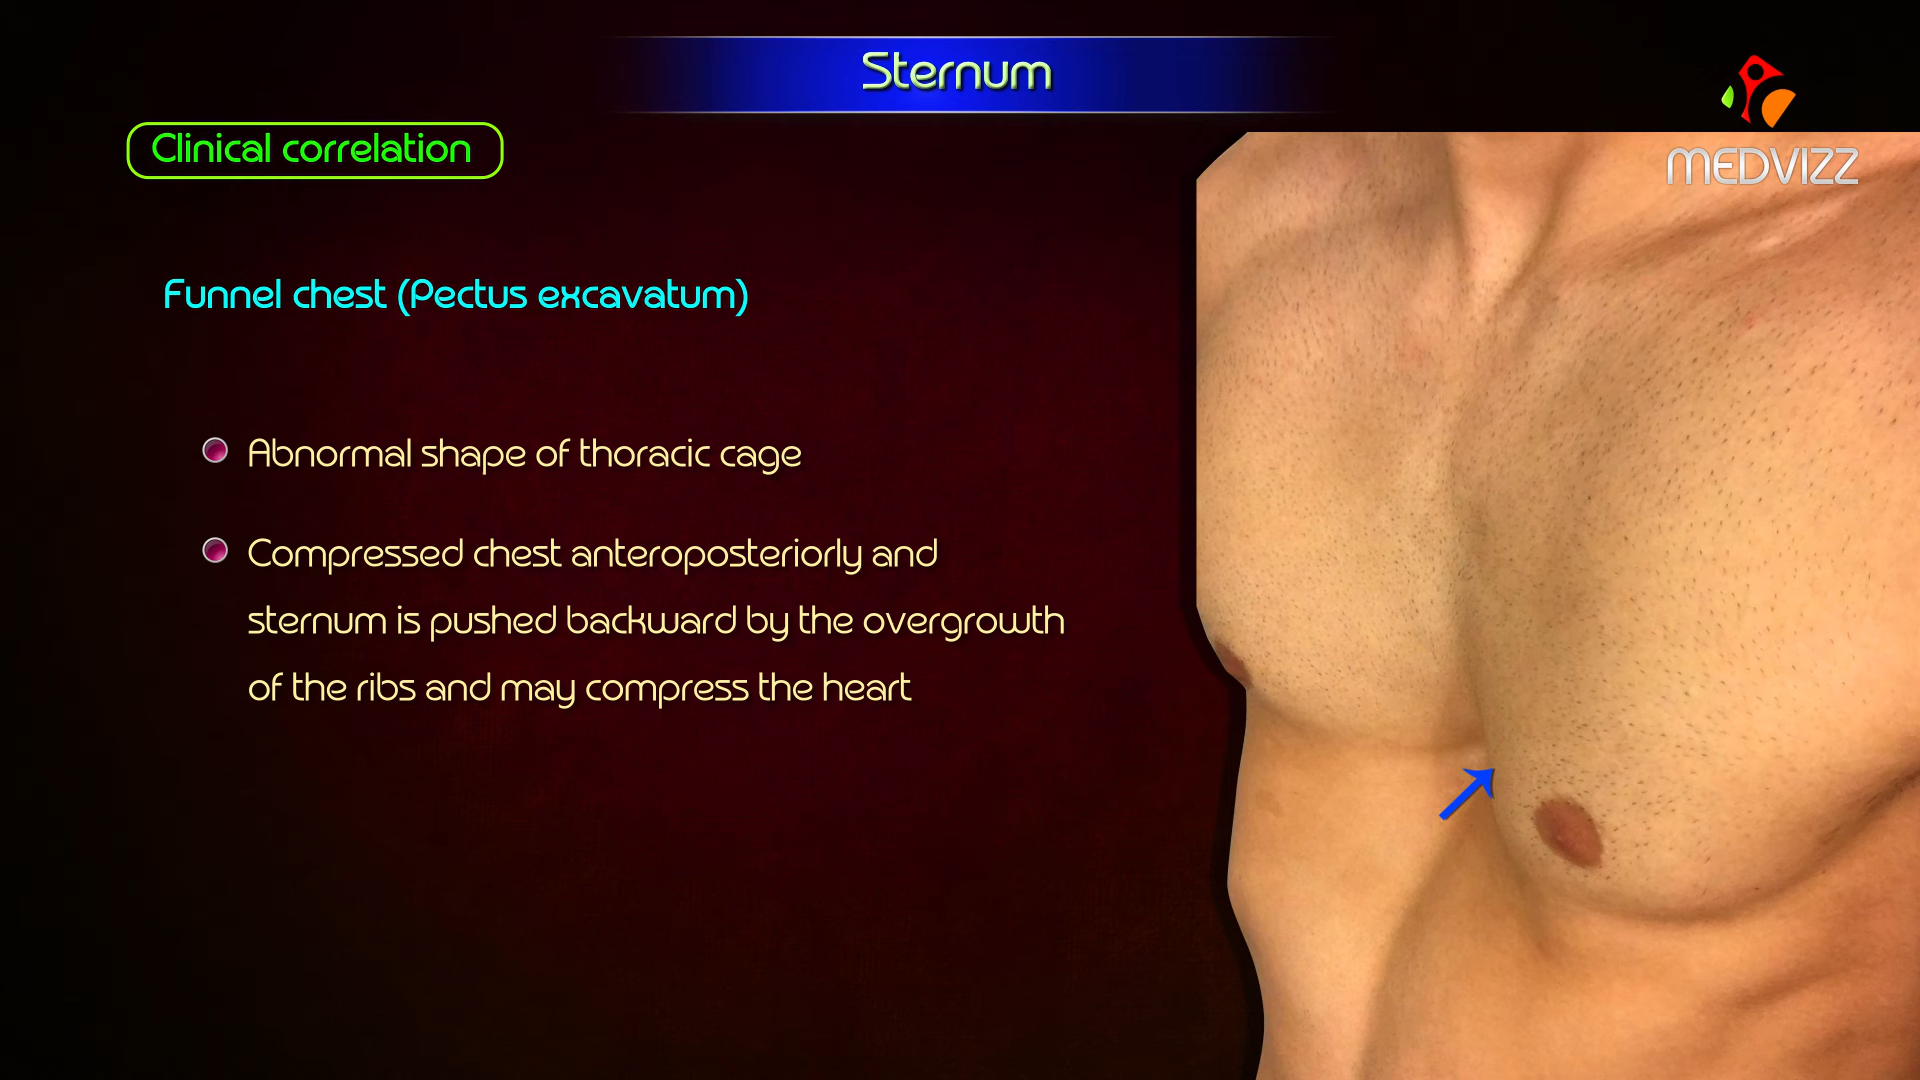 Sternum
MEDVIZZ
Clinical correlation
Funnel chest (Pectus excavatum)
Abnormal shape of thoracic cage
Compressed chest anteroposteriorly and
sternum is pushed backward by the overgrowth
of the ribs and may compress the heart